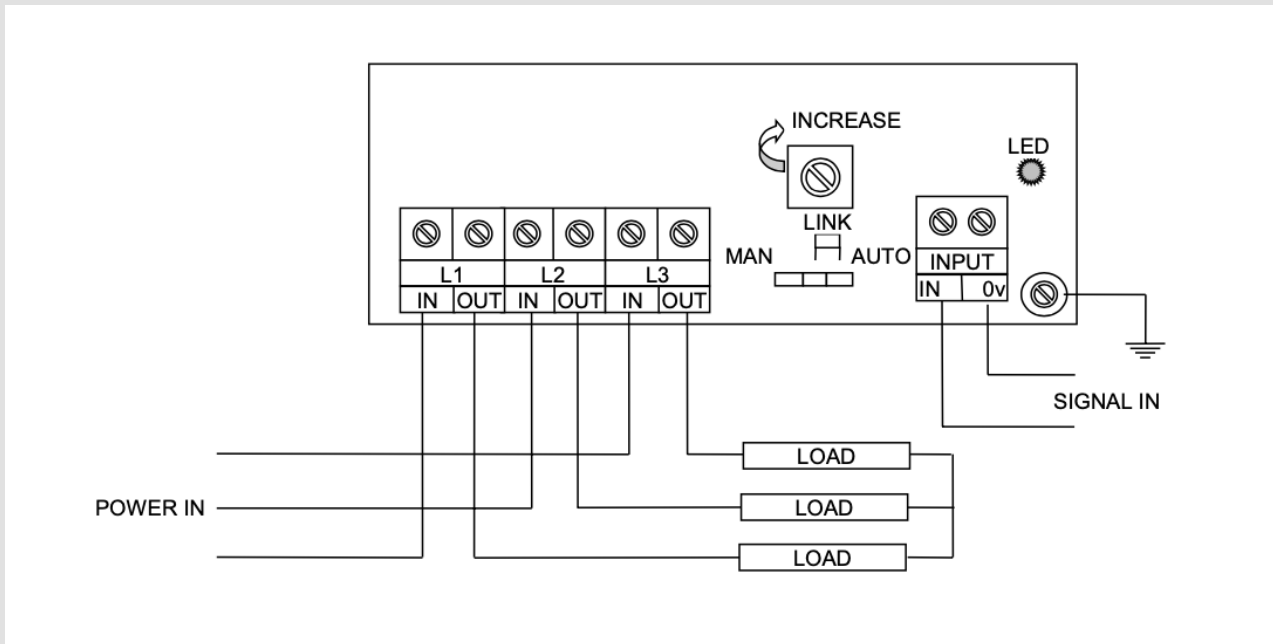 INCREASE
LED
LINK
MAN AUTO
L1 L2 L3
IN OUT IN OUT IN OUT
INPUT
IN 0v
SIGNAL IN
POWER IN
LOAD
LOAD
LOAD